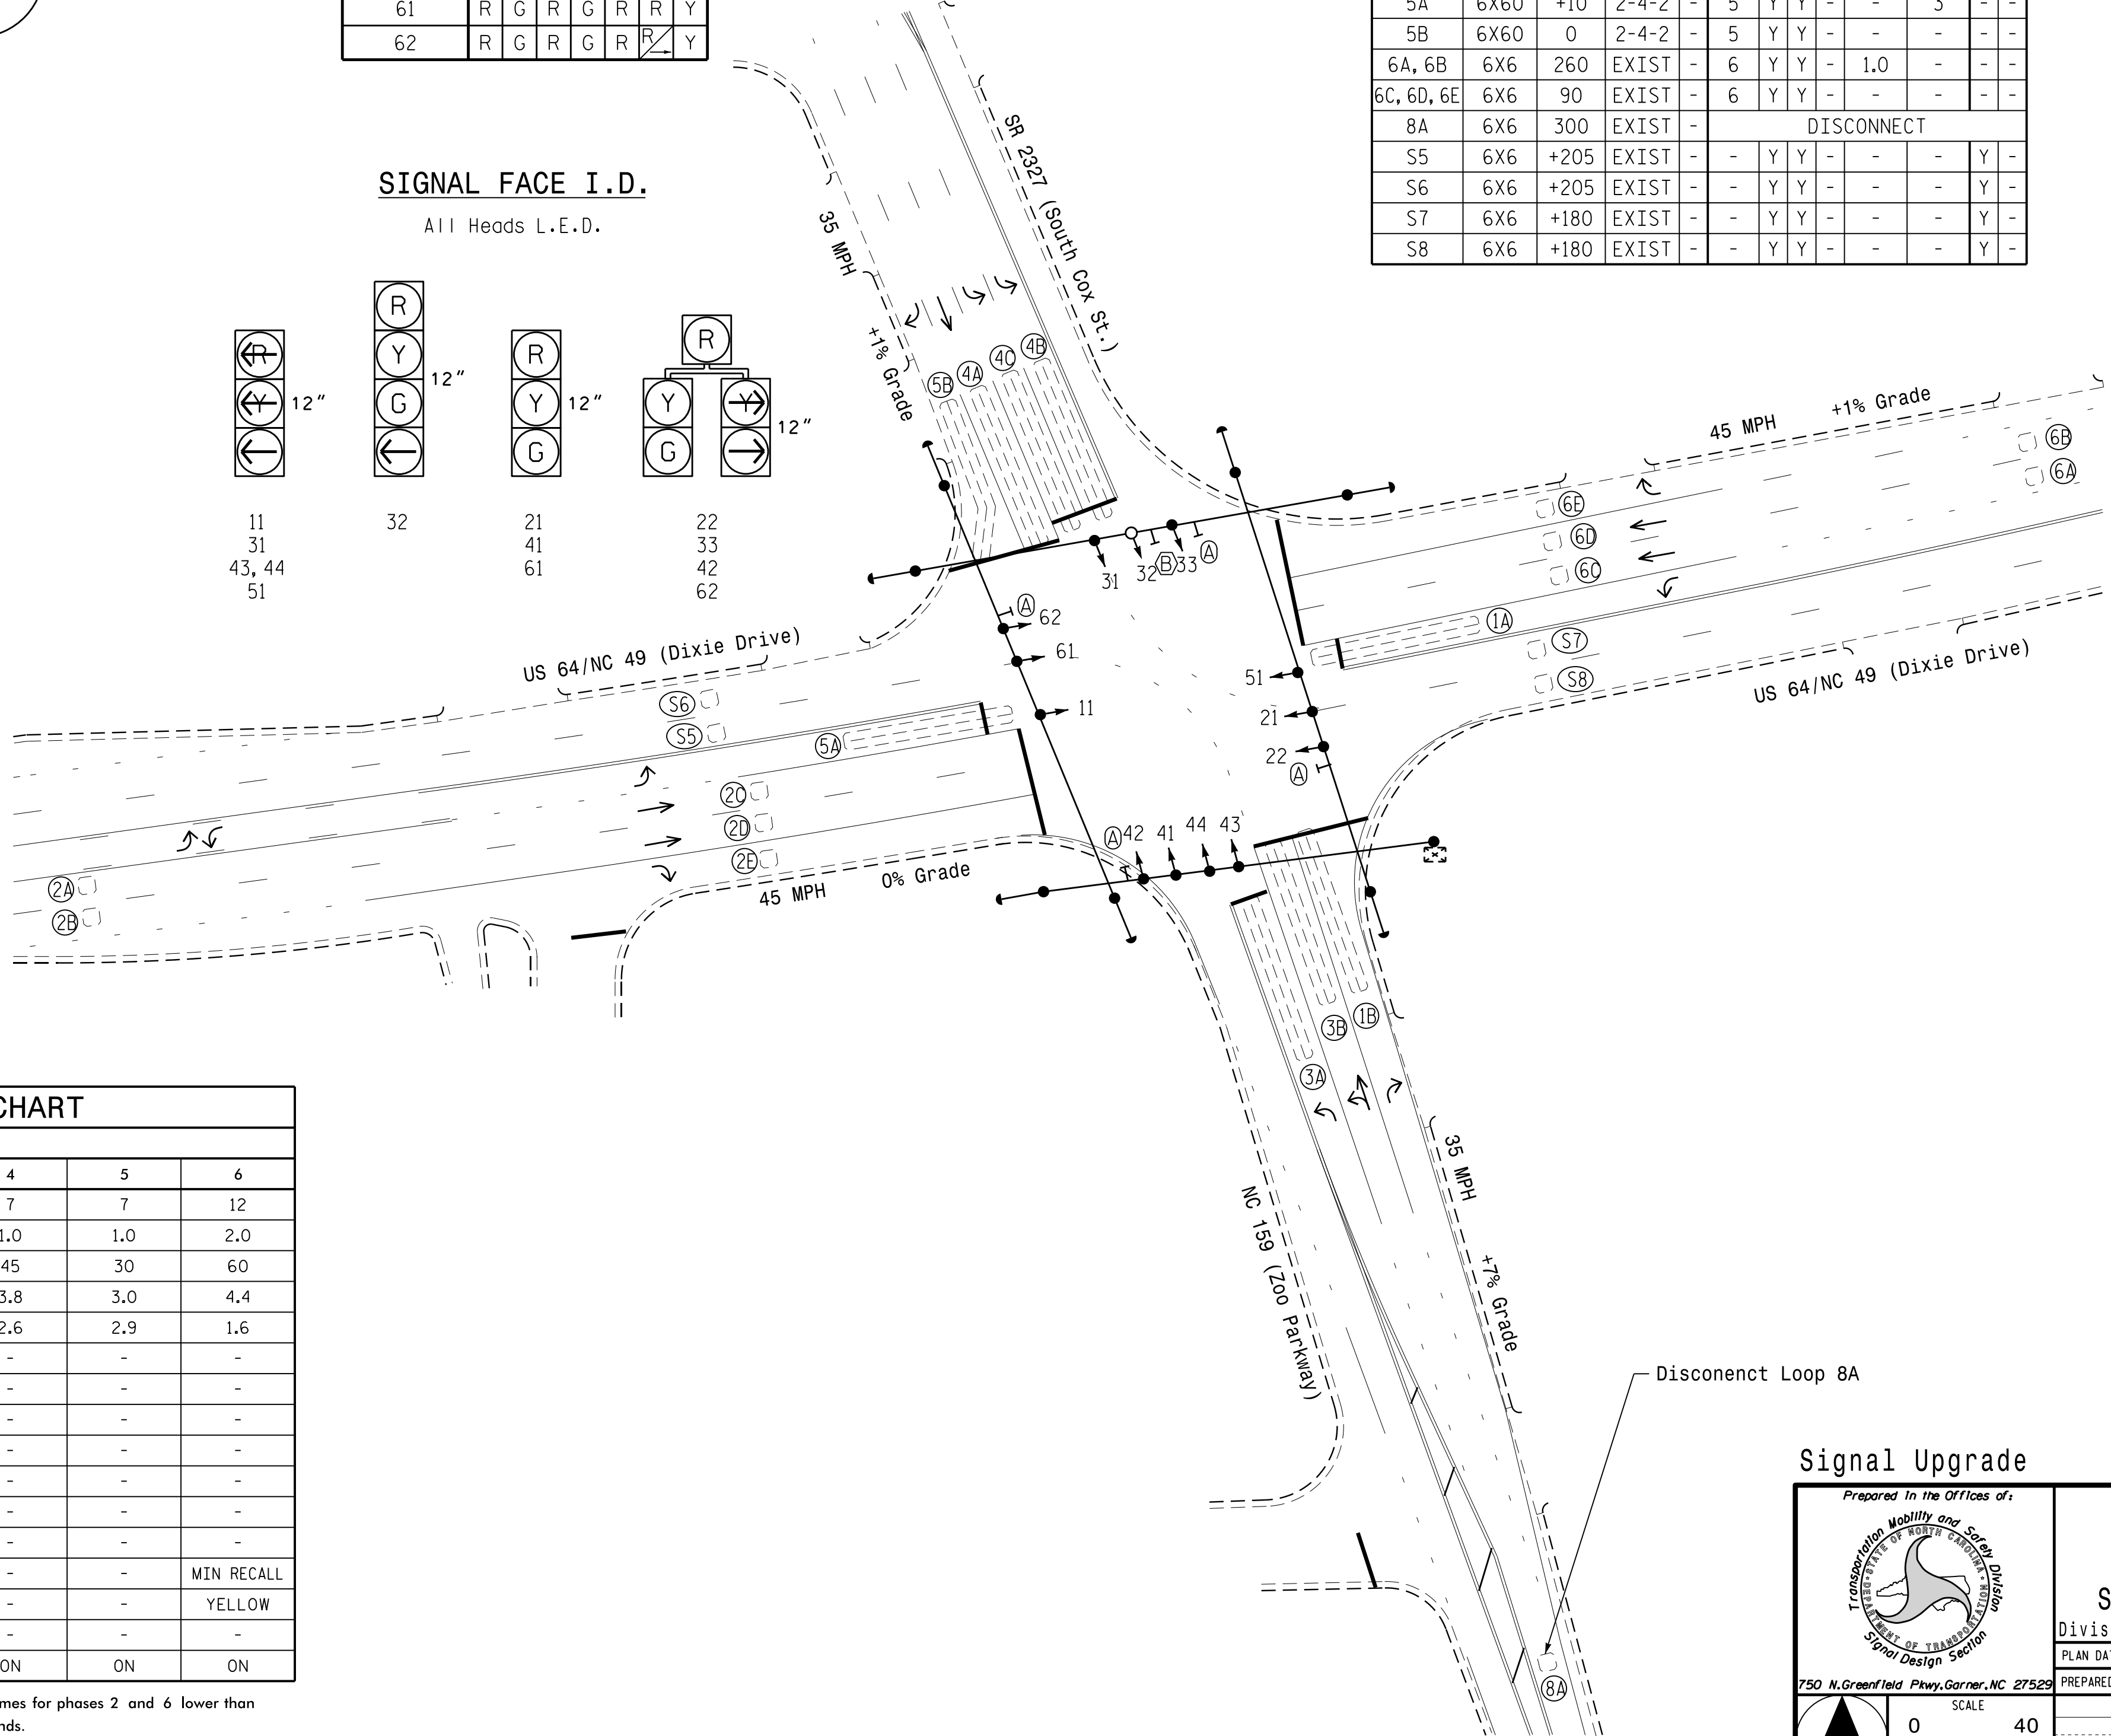 61 R G R G R R Y
62 R G R G R R Y
5A 6X60 +10 2-4-2 - 5 Y Y - - 3 - -
5B 6X60 0 2-4-2 - 5 Y Y - - - - -
6A, 6B 6X6 260 EXIST - 6 Y Y - 1.0 - - -
6C, 6D, 6E 6X6 90 EXIST - 6 Y Y - - - - -
8A 6X6 300 EXIST - DISCONNECT
S5 6X6 +205 EXIST - - Y Y - - - Y -
S6 6X6 +205 EXIST - - Y Y - - - Y -
S7 6X6 +180 EXIST - - Y Y - - - Y -
S8 6X6 +180 EXIST - - Y Y - - - Y -
SIGNAL FACE I.D.
All Heads L.E.D.
R
Y
12"
R
Y
G
12"
R
Y
G
12"
R
Y Y
G
12"
11
31
43, 44
51
32
21
41
61
22
33
42
62
SR 2327 (South Cox St.)
35 MPH
+1% Grade
5B
4A
4C
4B
45 MPH +1% Grade
6B
6A
6E
6D
6C
1A
S7
S8
US 64/NC 49 (Dixie Drive)
31
32
B
33
A
A
62
61
11
51
21
22
A
US 64/NC 49 (Dixie Drive)
S6
S5
5A
2C
2D
2E
2A
2B
45 MPH 0% Grade
A
42
41
44
43
3B
1B
3A
35 MPH
+7% Grade
NC 159 (Zoo Parkway)
Disconenct Loop 8A
8A
CHART
4 5 6
7 7 12
1.0 1.0 2.0
45 30 60
3.8 3.0 4.4
2.6 2.9 1.6
- - -
- - -
- - -
- - -
- - -
- - -
- - -
- - MIN RECALL
- - YELLOW
- - -
ON ON ON
mes for phases 2 and 6 lower than
nds.
Signal Upgrade
Prepared in the Offices of:
Transportation Mobility and Safety Division
STATE OF NORTH CAROLINA
DEPARTMENT OF TRANSPORTATION
Signal Design Section
750 N.Greenfield Pkwy,Garner,NC 27529
SCALE
0 40
S
Divis
PLAN DA
PREPARED